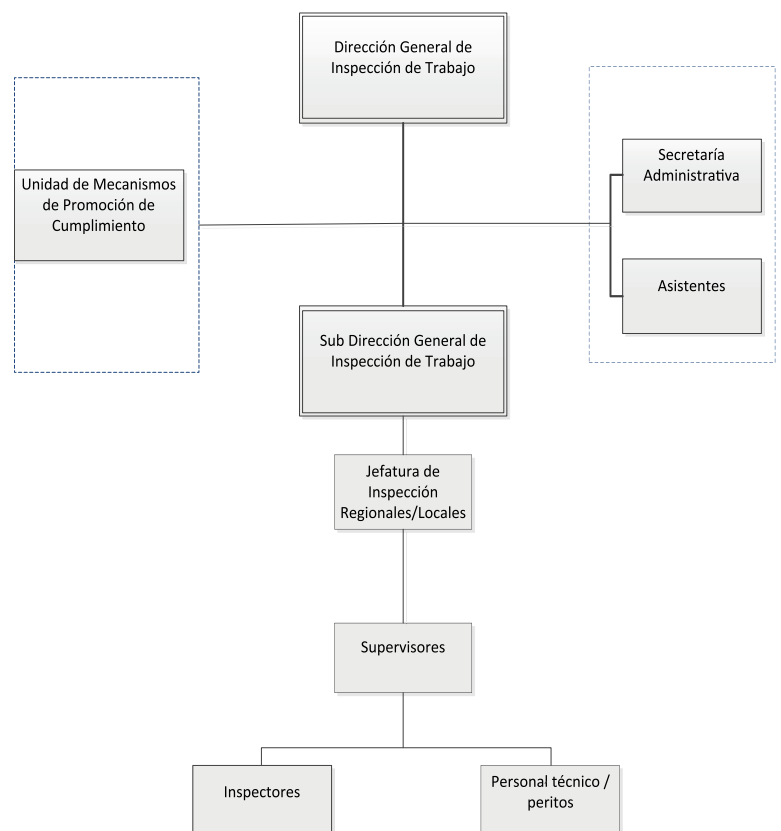 Dirección General de
Inspección de Trabajo
Unidad de Mecanismos
de Promoción de
Cumplimiento
Secretaría
Administrativa
Asistentes
Sub Dirección General de
Inspección de Trabajo
Jefatura de
Inspección
Regionales/Locales
Supervisores
Inspectores
Personal técnico /
peritos